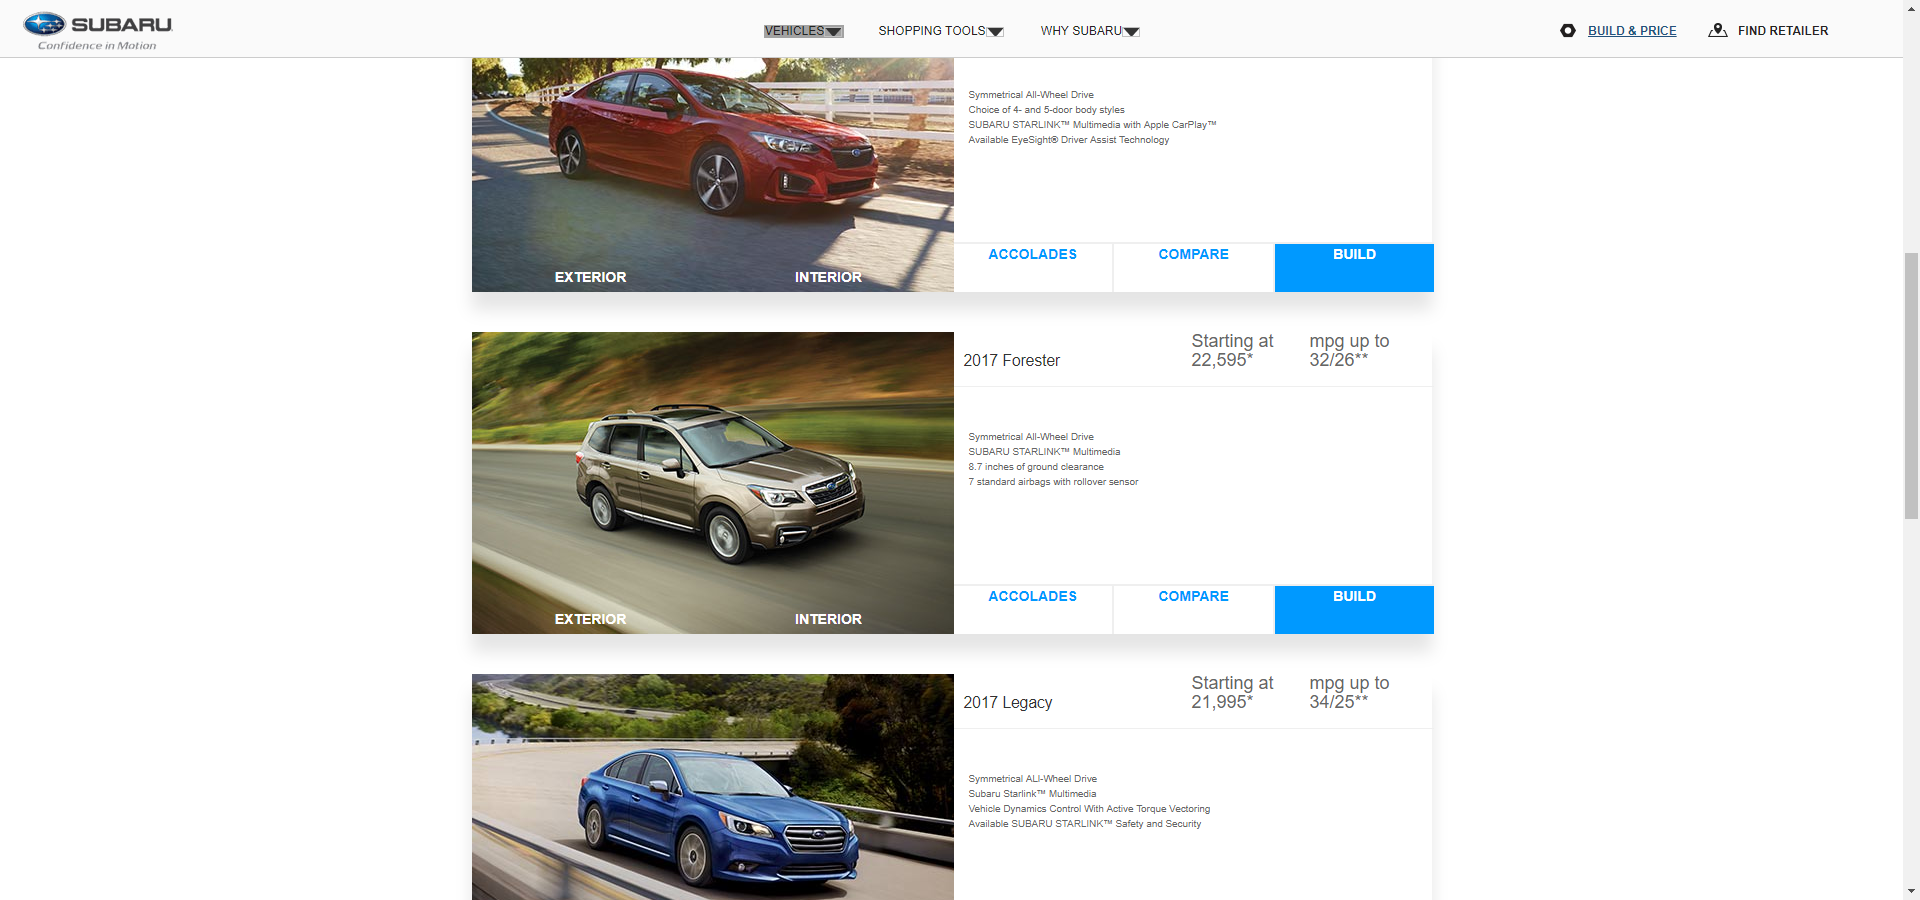 SUBARU
Confidence in Motion
VEHICLES
SHOPPING TOOLS
WHY SUBARU
BUILD & PRICE
FIND RETAILER
Symmetrical All-Wheel Drive
Choice of 4- and 5-door body styles
SUBARU STARLINK™ Multimedia with Apple CarPlay™
Available EyeSight® Driver Assist Technology
EXTERIOR
INTERIOR
ACCOLADES
COMPARE
BUILD
2017 Forester
Starting at
22,595*
mpg up to
32/26**
Symmetrical All-Wheel Drive
SUBARU STARLINK™ Multimedia
8.7 inches of ground clearance
7 standard airbags with rollover sensor
EXTERIOR
INTERIOR
ACCOLADES
COMPARE
BUILD
2017 Legacy
Starting at
21,995*
mpg up to
34/25**
Symmetrical ALl-Wheel Drive
Subaru Starlink™ Multimedia
Vehicle Dynamics Control With Active Torque Vectoring
Available SUBARU STARLINK™ Safety and Security